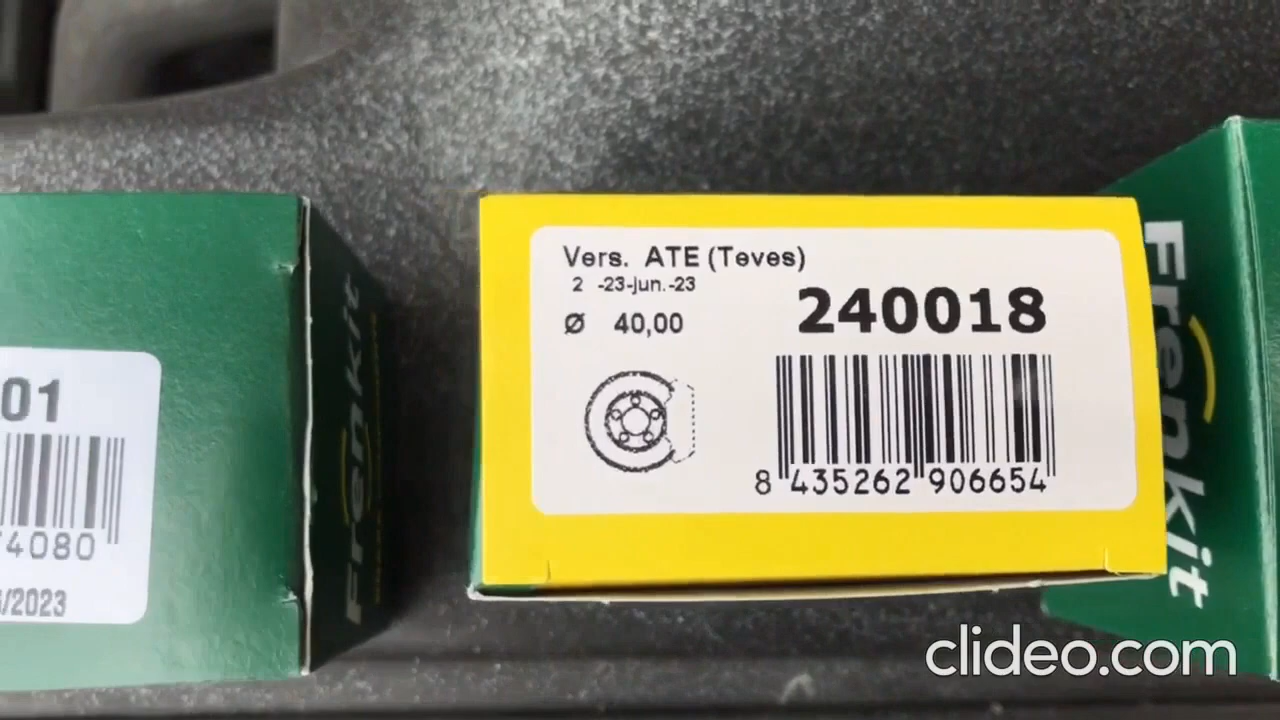 Vers. ATE (Teves)
2 -23-jun.-23
Ø 40,00
240018
8 435262 906654
01
4080
/2023
Frenkit
Frenkit
clideo.com